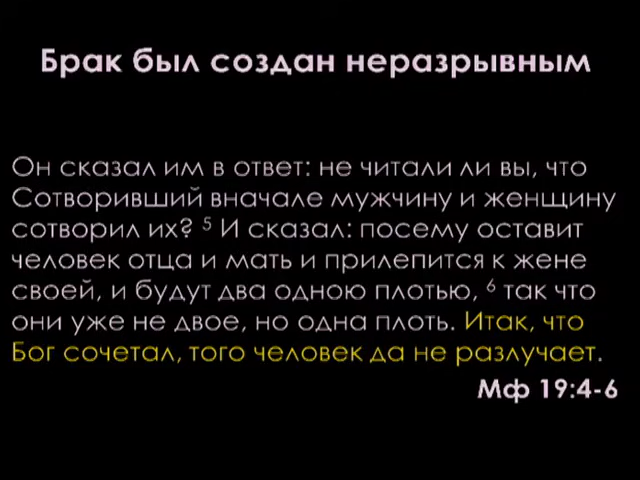 Брак был создан неразрывным
Он сказал им в ответ: не читали ли вы, что
Сотворивший вначале мужчину и женщину
сотворил их? ⁵ И сказал: посему оставит
человек отца и мать и прилепится к жене
своей, и будут два одною плотью, ⁶ так что
они уже не двое, но одна плоть. Итак, что
Бог сочетал, того человек да не разлучает.
Мф 19:4-6